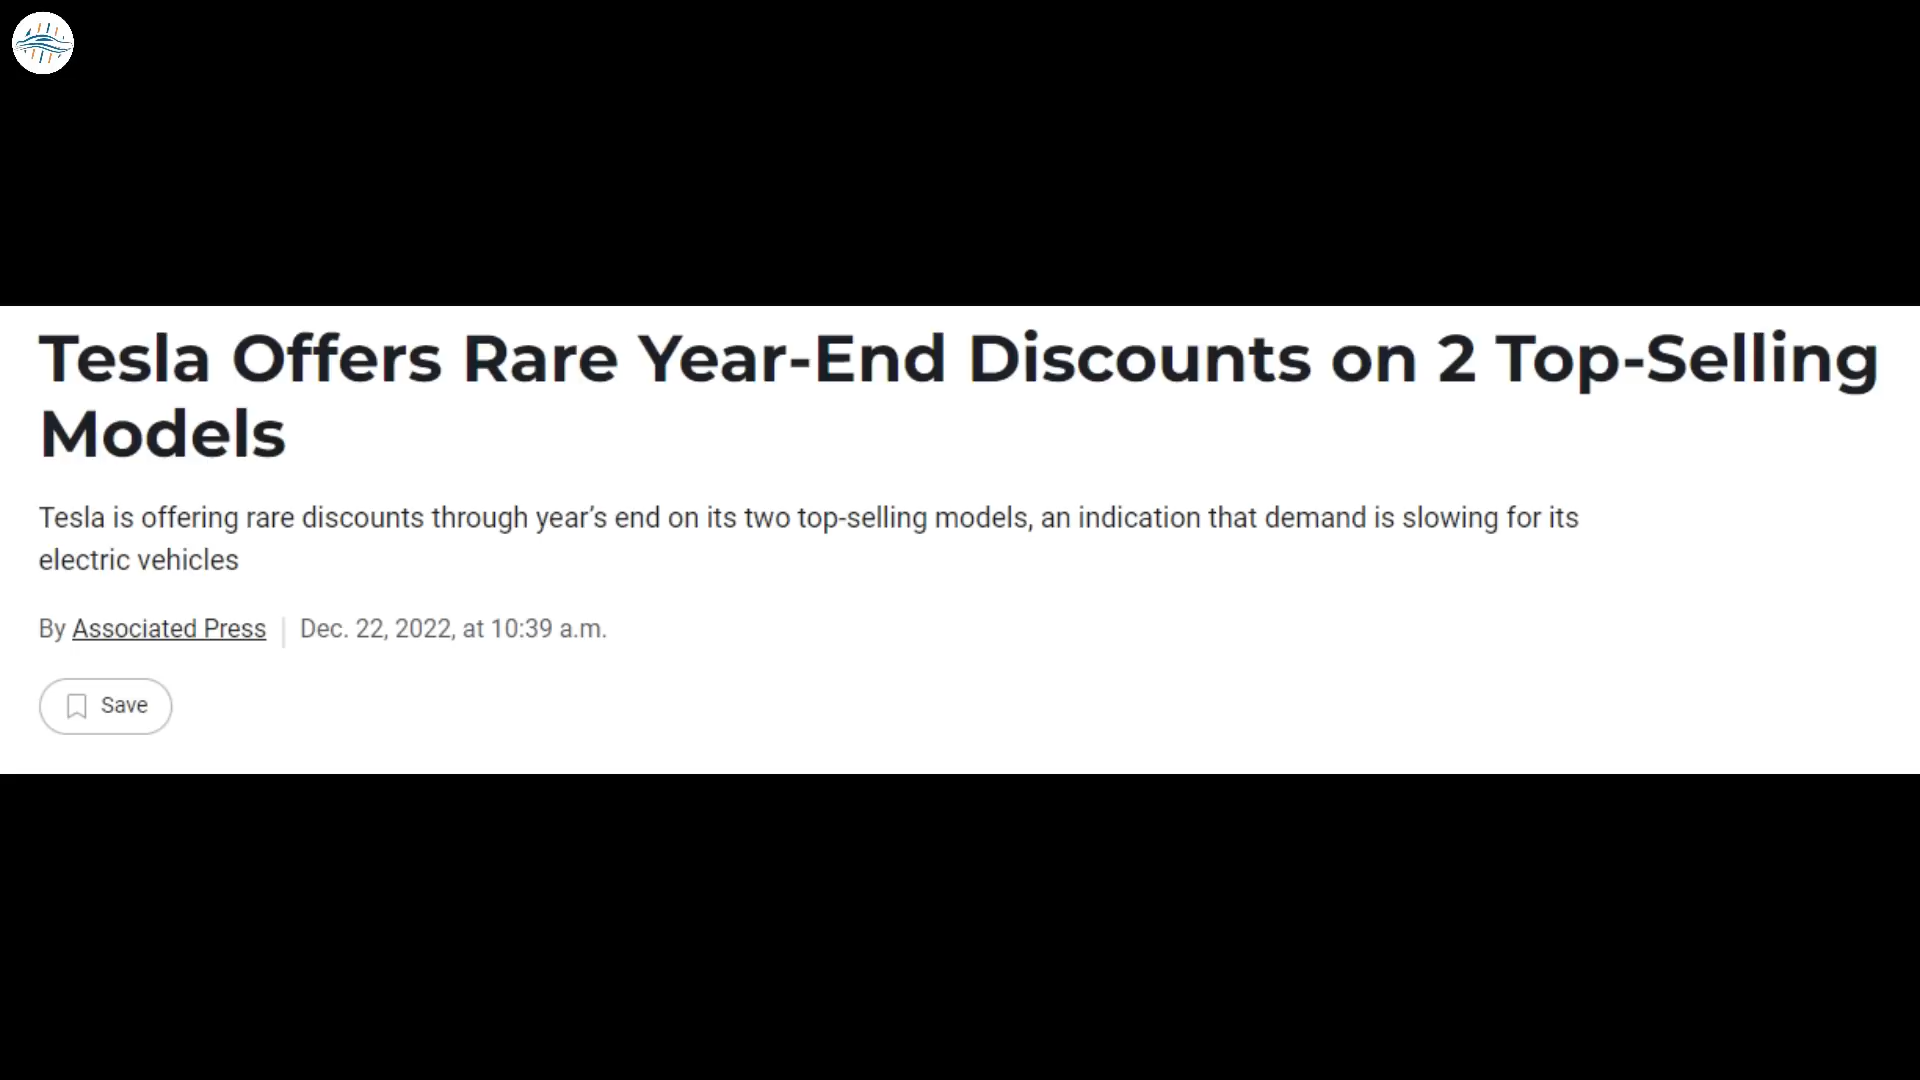 Tesla Offers Rare Year-End Discounts on 2 Top-Selling
Models
Tesla is offering rare discounts through year’s end on its two top-selling models, an indication that demand is slowing for its
electric vehicles
By Associated Press | Dec. 22, 2022, at 10:39 a.m.
Save